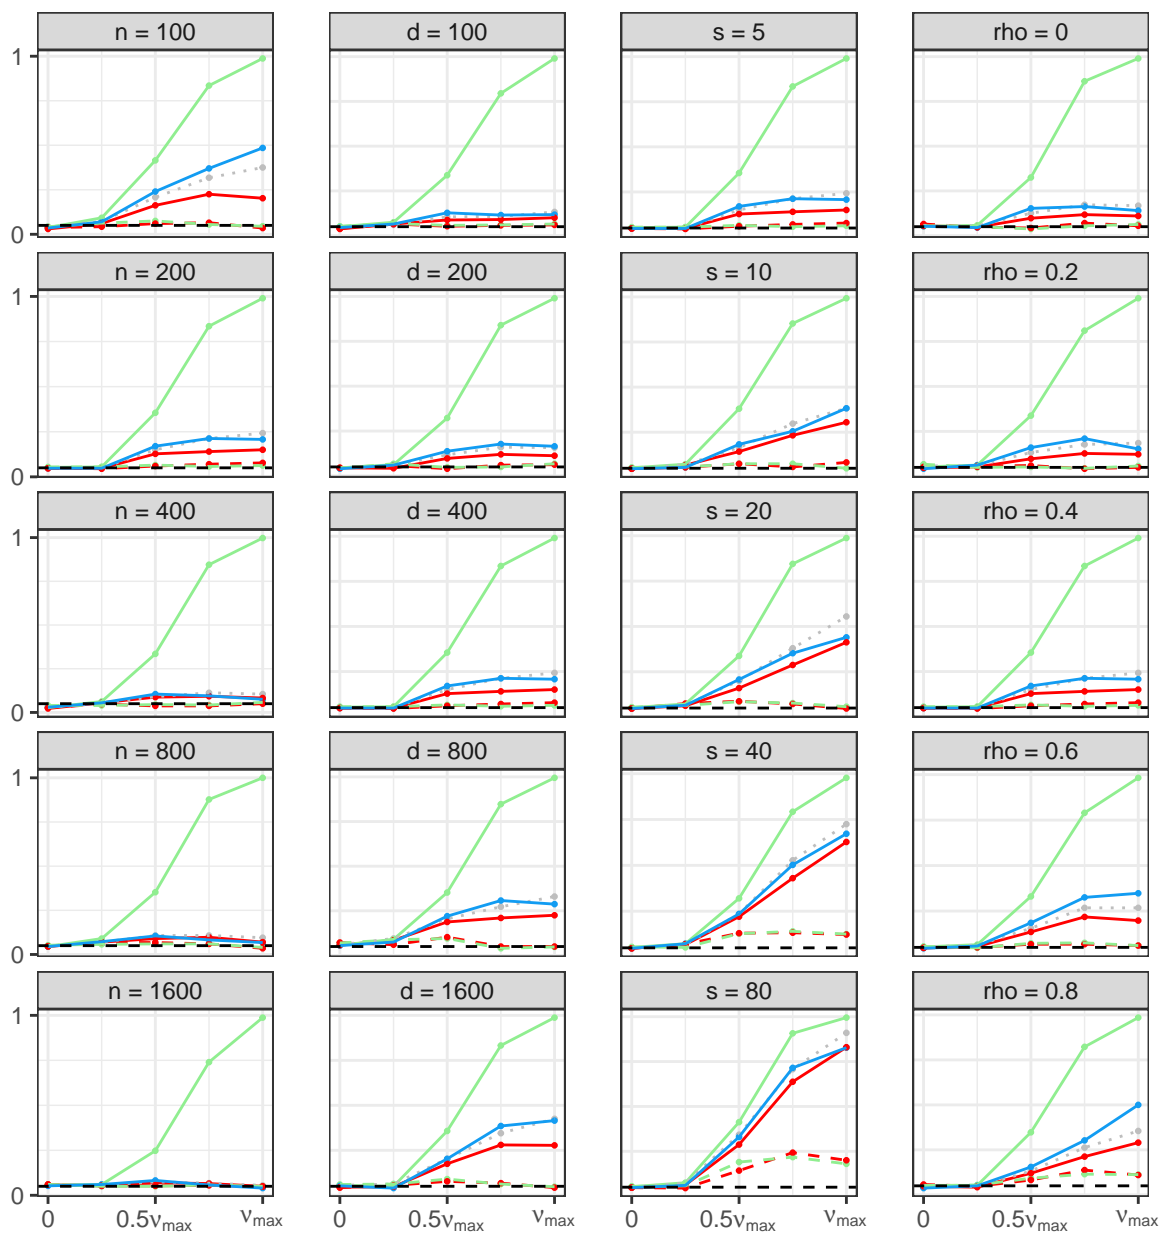 n = 100 d = 100 s = 5 rho = 0
1
0
n = 200 d = 200 s = 10 rho = 0.2
1
0
n = 400 d = 400 s = 20 rho = 0.4
1
0
n = 800 d = 800 s = 40 rho = 0.6
1
0
n = 1600 d = 1600 s = 80 rho = 0.8
1
0
0 0.5νmax νmax 0 0.5νmax νmax 0 0.5νmax νmax 0 0.5νmax νmax